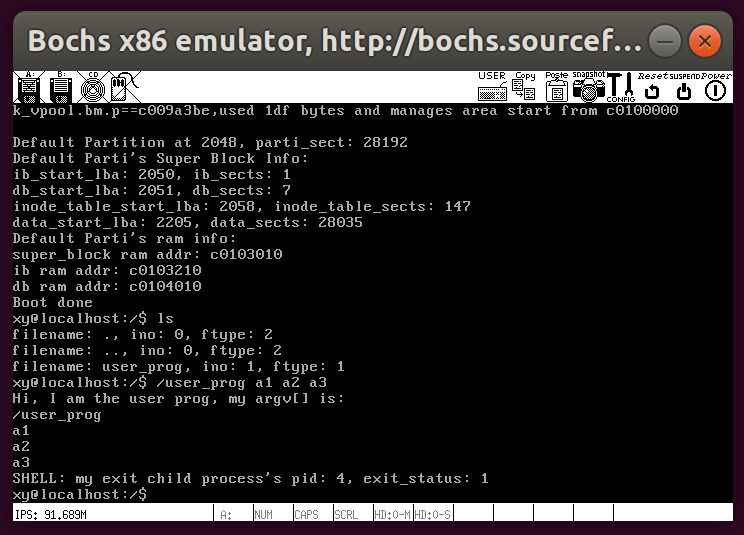 Bochs x86 emulator, http://bochs.sourcef...
A:
B:
CD
USER
Copy
Paste
snapshot
CONFIG
Reset
SUSPEND
Power
k_vpool.bm.p==c009a3be,used 1df bytes and manages area start from c0100000
Default Partition at 2048, parti_sect: 28192
Default Parti's Super Block Info:
ib_start_lba: 2050, ib_sects: 1
db_start_lba: 2051, db_sects: 7
inode_table_start_lba: 2058, inode_table_sects: 147
data_start_lba: 2205, data_sects: 28035
Default Parti's ram info:
super_block ram addr: c0103010
ib ram addr: c0103210
db ram addr: c0104010
Boot done
xy@localhost:/$ ls
filename: ., ino: 0, ftype: 2
filename: .., ino: 0, ftype: 2
filename: user_prog, ino: 1, ftype: 1
xy@localhost:/$ /user_prog a1 a2 a3
Hi, I am the user prog, my argv[] is:
/user_prog
a1
a2
a3
SHELL: my exit child process's pid: 4, exit_status: 1
xy@localhost:/$
IPS: 91.689M A: NUM CAPS SCRL HD:0-M HD:0-S